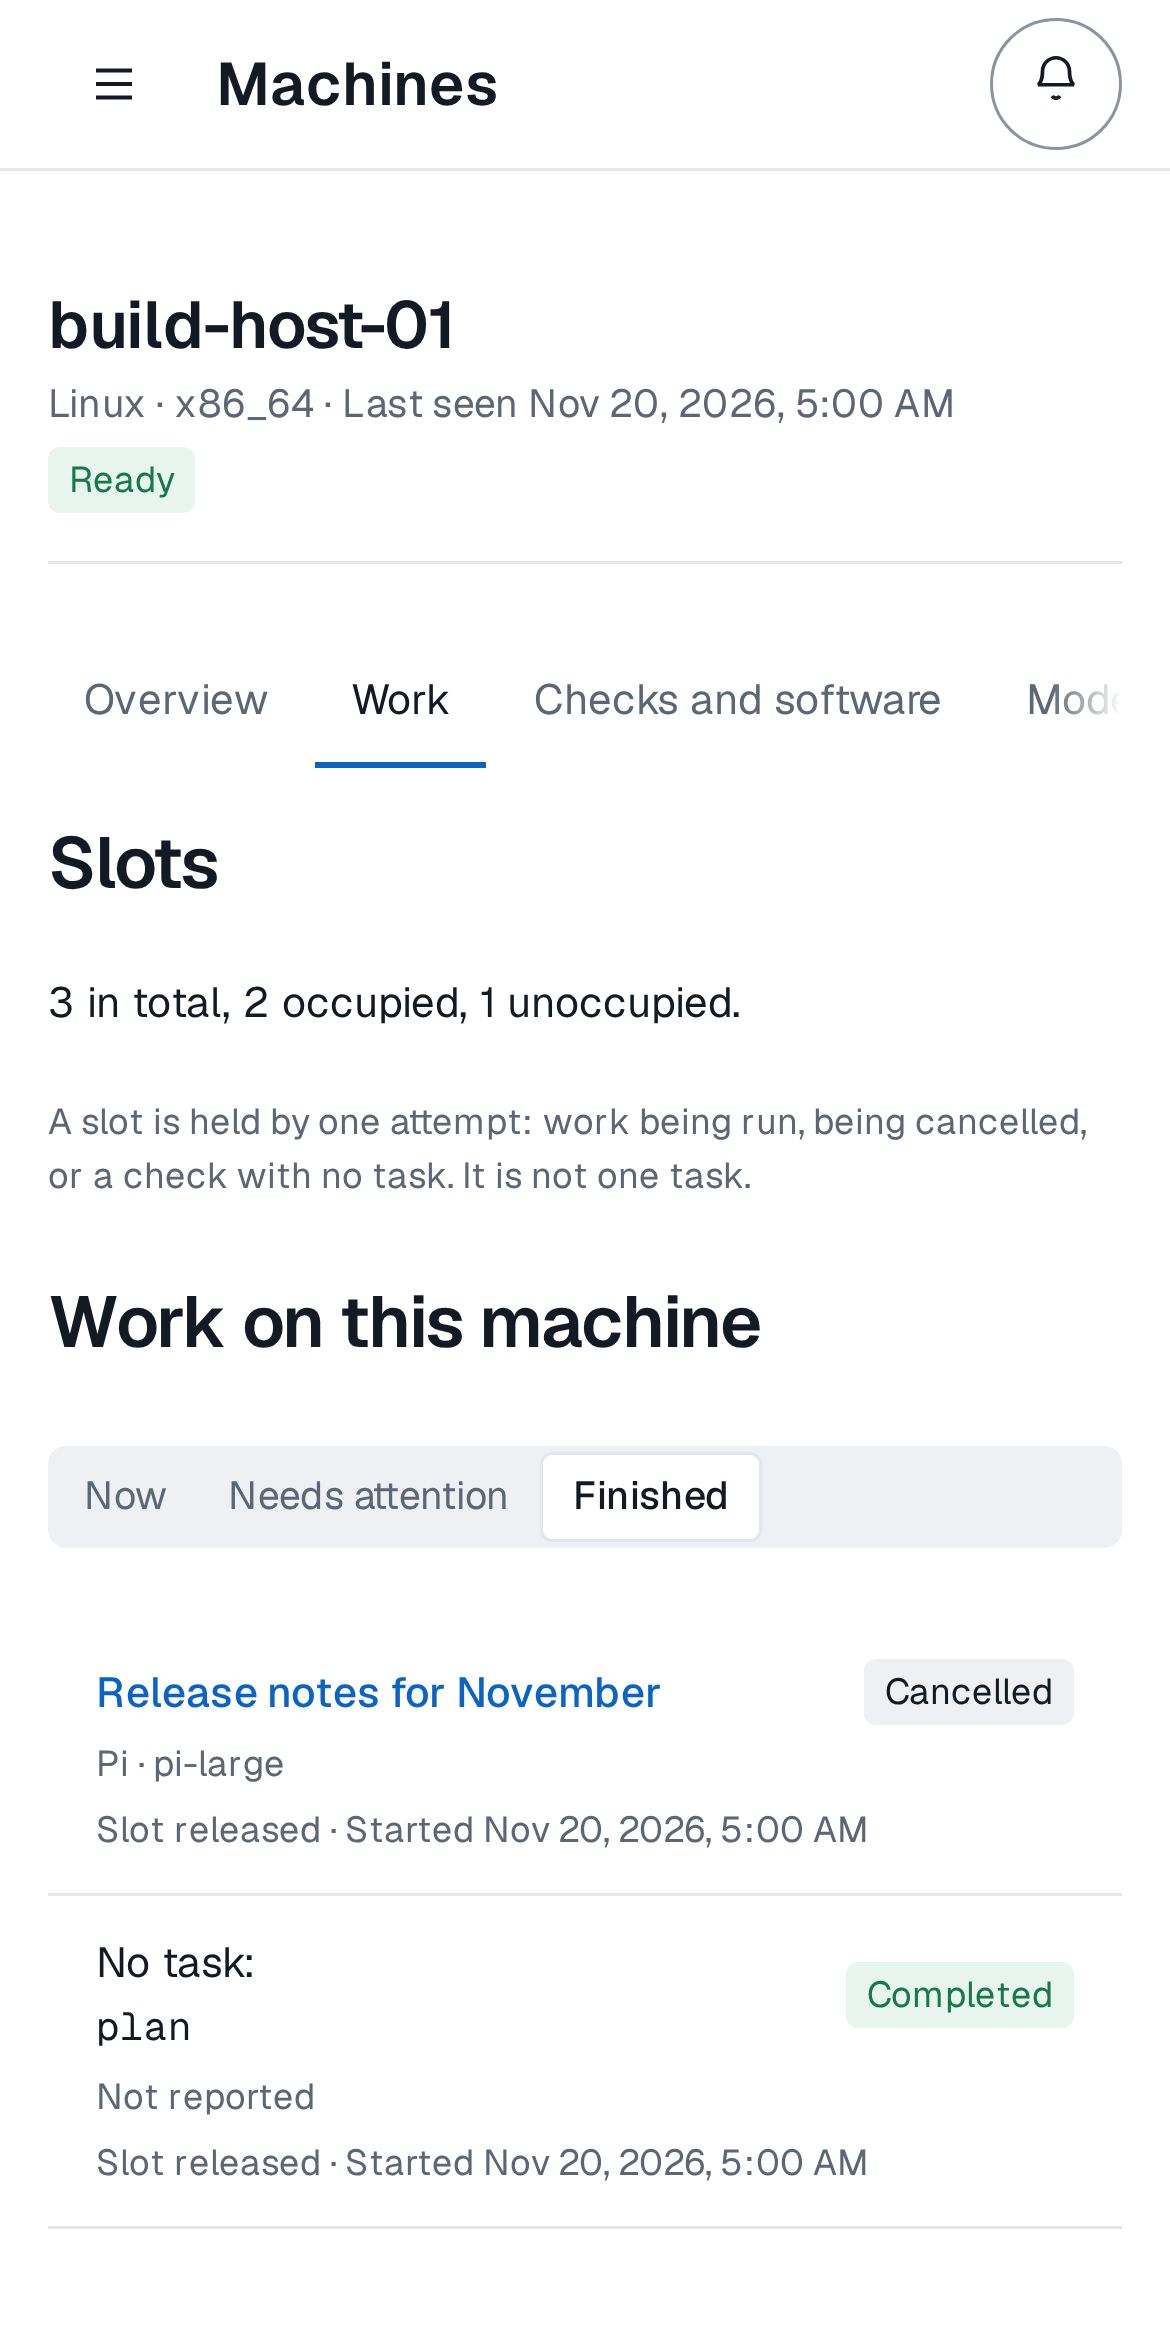 Machines
build-host-01
Linux · x86_64 · Last seen Nov 20, 2026, 5:00 AM
Ready
Overview Work Checks and software Mode
Slots
3 in total, 2 occupied, 1 unoccupied.
A slot is held by one attempt: work being run, being cancelled,
or a check with no task. It is not one task.
Work on this machine
Now Needs attention Finished
Release notes for November Cancelled
Pi · pi-large
Slot released · Started Nov 20, 2026, 5:00 AM
No task:
plan
Completed
Not reported
Slot released · Started Nov 20, 2026, 5:00 AM